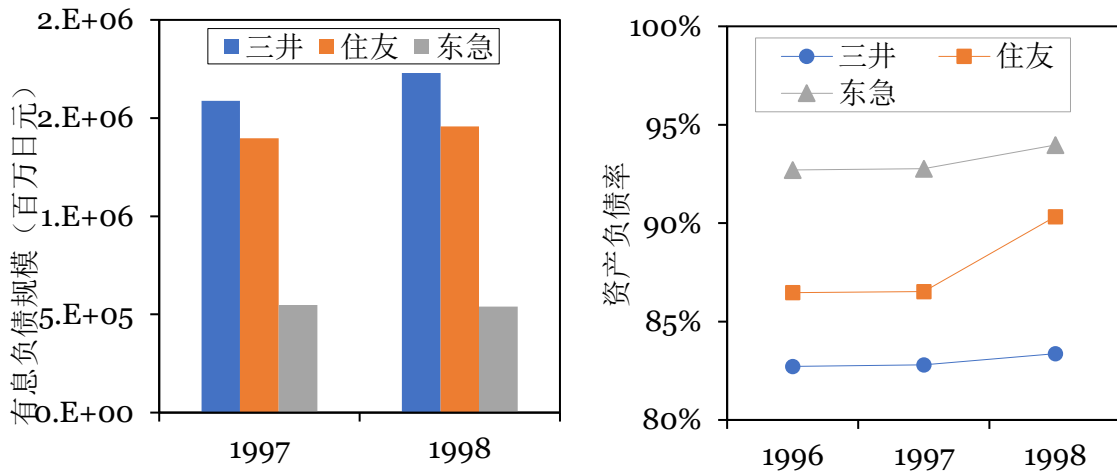 有息负债规模（百万日元）
2.E+06
2.E+06
1.E+06
5.E+05
0.E+00
三井 住友 东急
1997 1998
资产负债率
100%
95%
90%
85%
80%
三井 住友
东急
1996 1997 1998